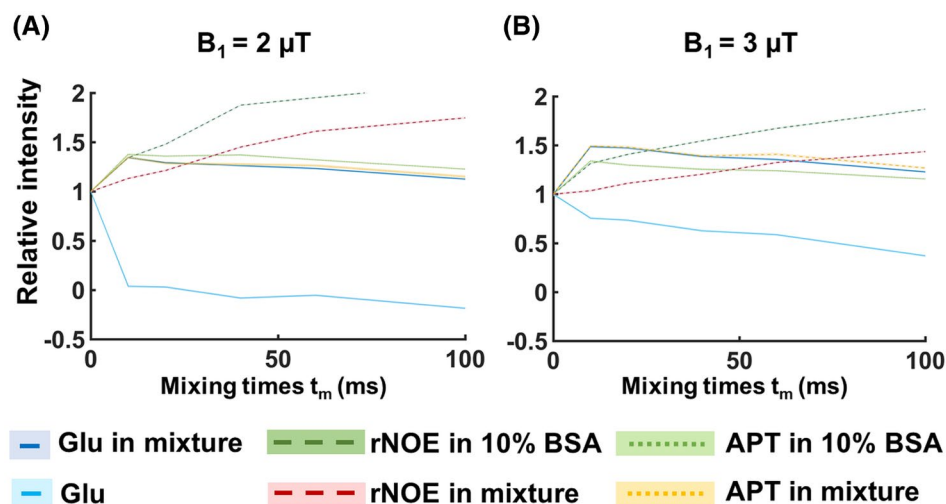 (A)
B1 = 2 µT
Relative intensity
2
1.5
1
0.5
0
-0.5
0
50
100
Mixing times tm (ms)
(B)
B1 = 3 µT
2
1.5
1
0.5
0
-0.5
0
50
100
Mixing times tm (ms)
Glu in mixture
rNOE in 10% BSA
APT in 10% BSA
Glu
rNOE in mixture
APT in mixture